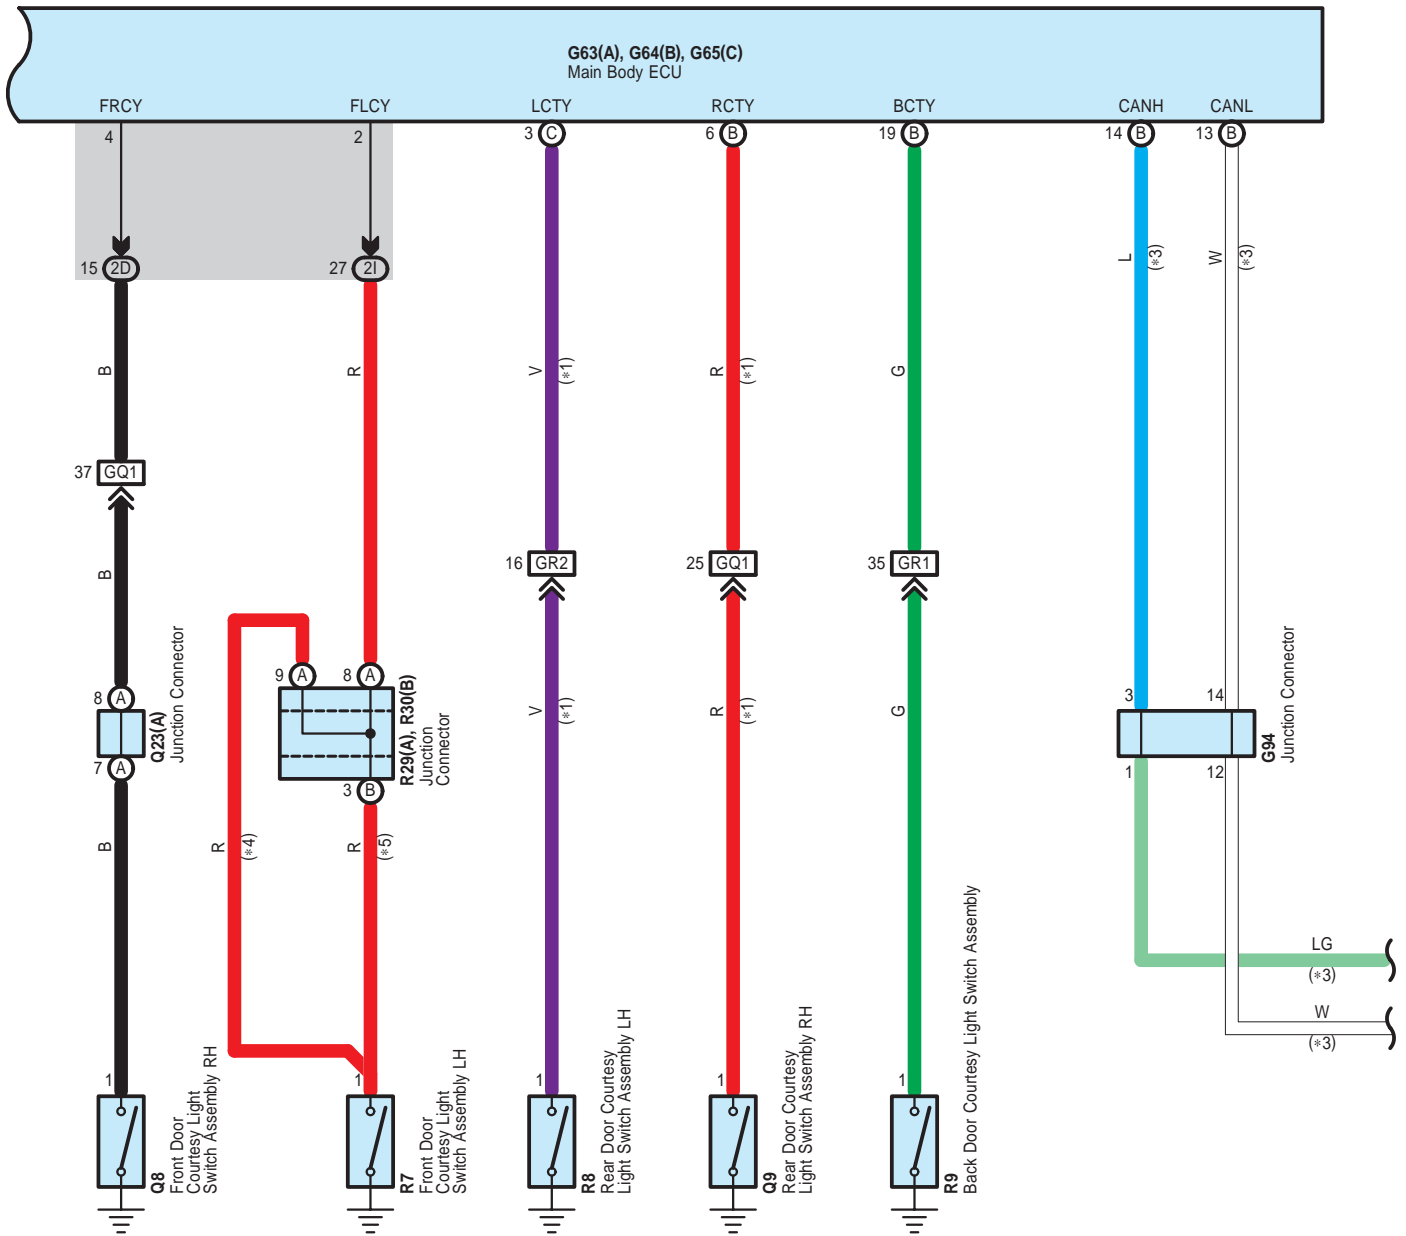 G63(A), G64(B), G65(C)
Main Body ECU
FRCY
FLCY
LCTY
RCTY
BCTY
CANH
CANL
4
2
3 C
6 B
19 B
14 B
13 B
15 2D
27 2I
L
(*3)
W
(*3)
B
R
V
(*1)
R
(*1)
G
37 GQ1
16 GR2
25 GQ1
35 GR1
B
9 A
8 A
8 A
7 A
Q23(A)
Junction Connector
3 B
R29(A), R30(B)
Junction
Connector
V
(*1)
R
(*1)
G
3
14
1
12
G94
Junction Connector
B
R
(*4)
R
(*5)
LG
(*3)
W
(*3)
1
1
1
1
1
Q8
Front Door
Courtesy Light
Switch Assembly RH
R7
Front Door
Courtesy Light
Switch Assembly LH
R8
Rear Door Courtesy
Light Switch Assembly LH
Q9
Rear Door Courtesy
Light Switch Assembly RH
R9
Back Door Courtesy Light Switch Assembly